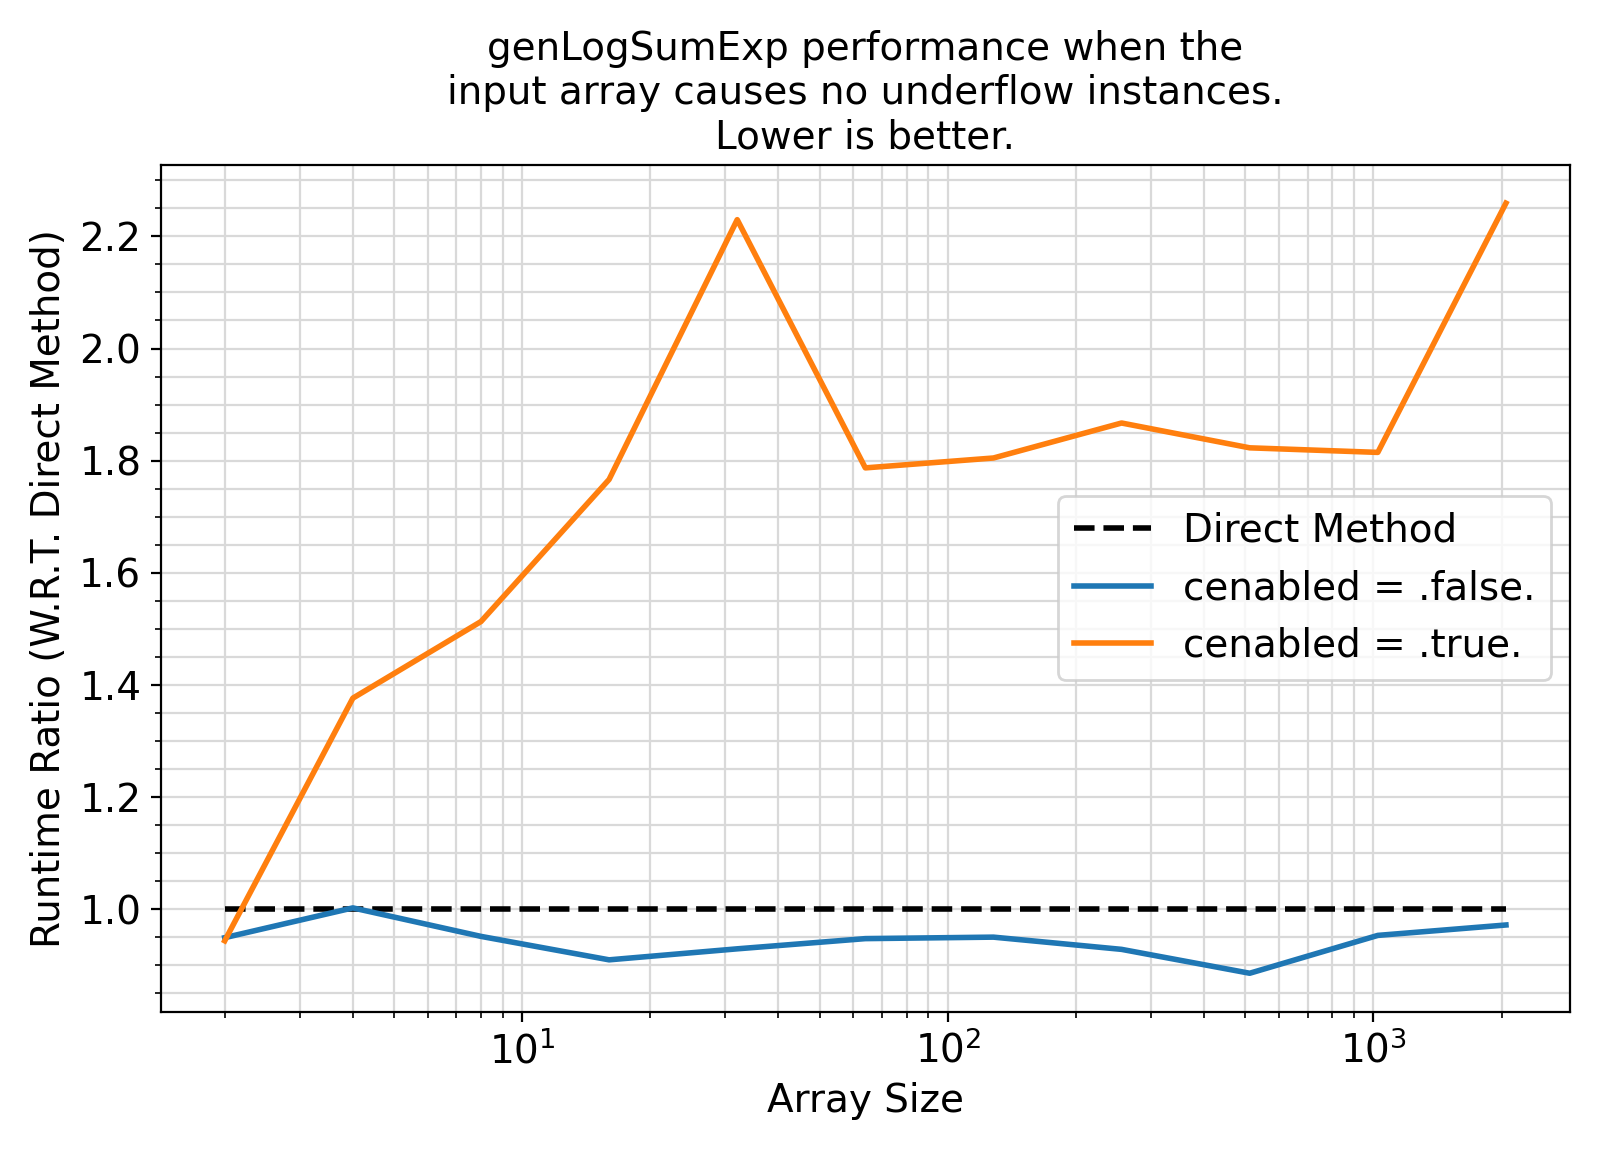 genLogSumExp performance when the
input array causes no underflow instances.
Lower is better.
Runtime Ratio (W.R.T. Direct Method)
2.2
2.0
1.8
1.6
1.4
1.2
1.0
Direct Method
cenabled = .false.
cenabled = .true.
10¹ 10² 10³
Array Size